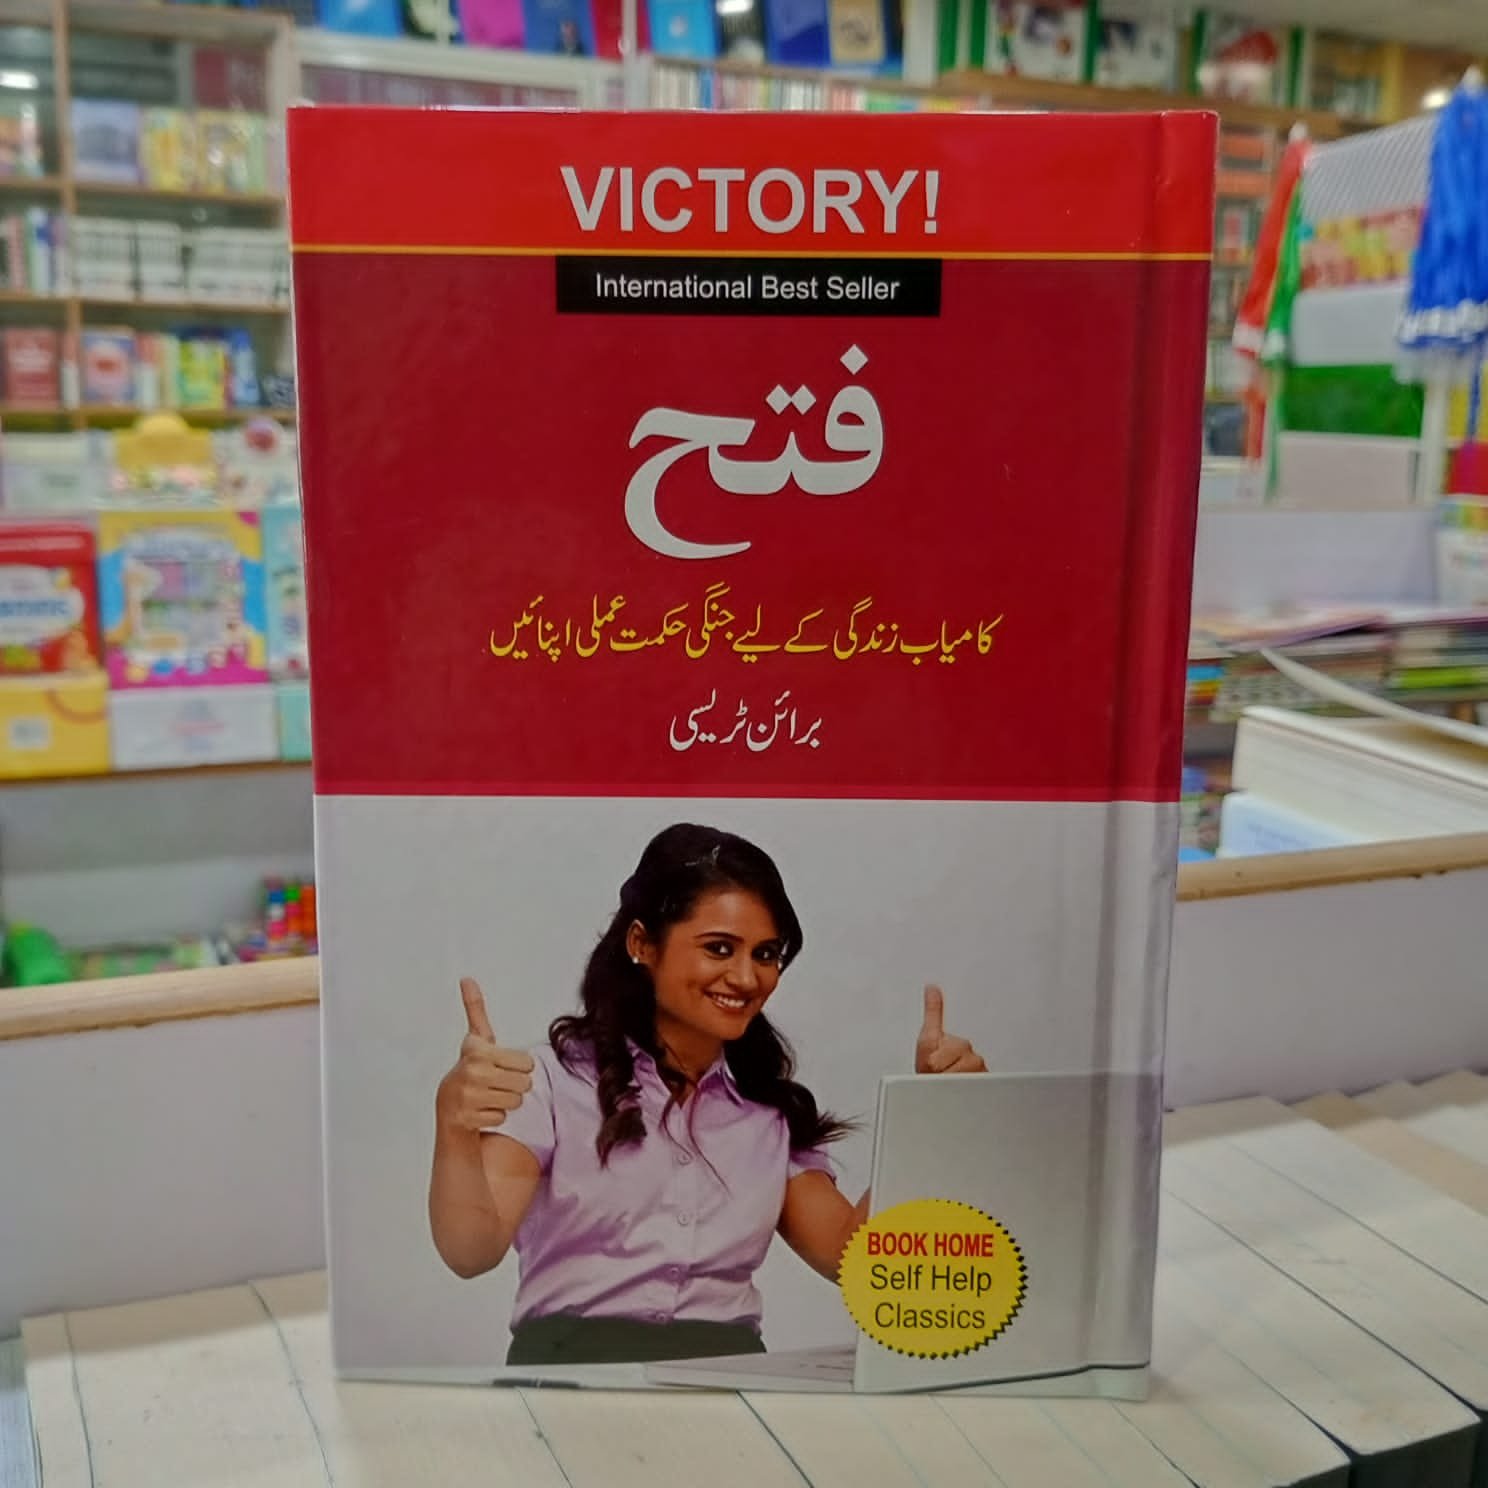 VICTORY!
International Best Seller
فتح
کامیاب زندگی کے لیے جنگی حکمت عملی اپنائیں
برائن ٹریسی
BOOK HOME
Self Help
Classics